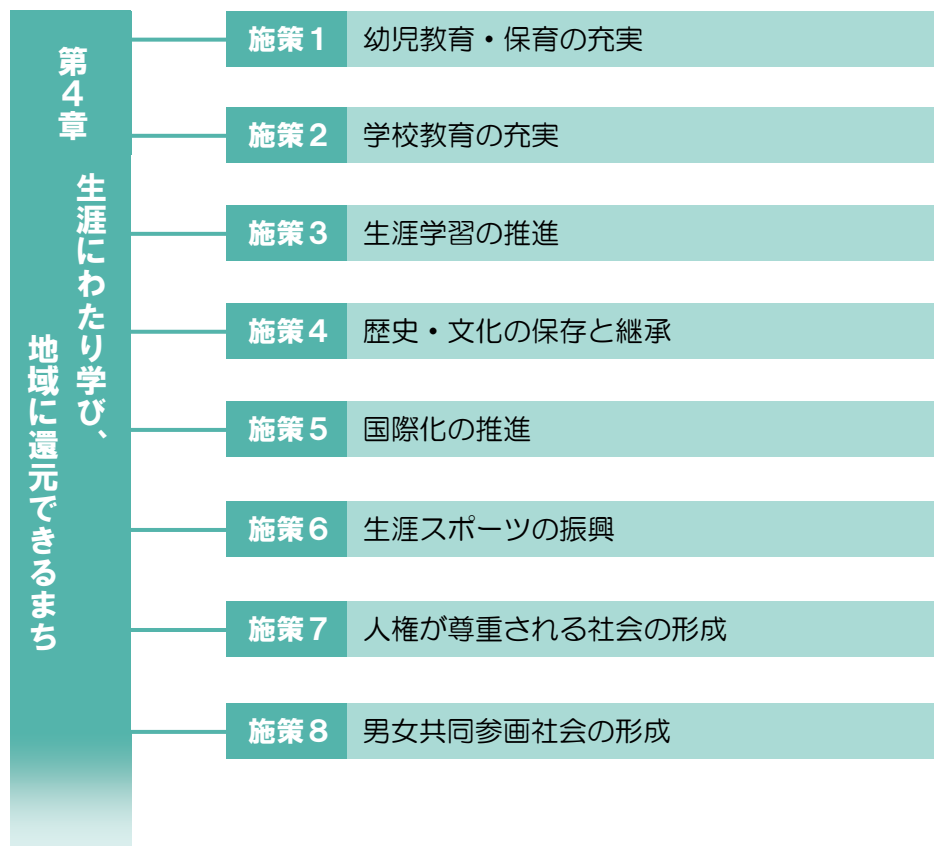 第4章
生涯にわたり学び、
地域に還元できるまち
施策1 幼児教育・保育の充実
施策2 学校教育の充実
施策3 生涯学習の推進
施策4 歴史・文化の保存と継承
施策5 国際化の推進
施策6 生涯スポーツの振興
施策7 人権が尊重される社会の形成
施策8 男女共同参画社会の形成